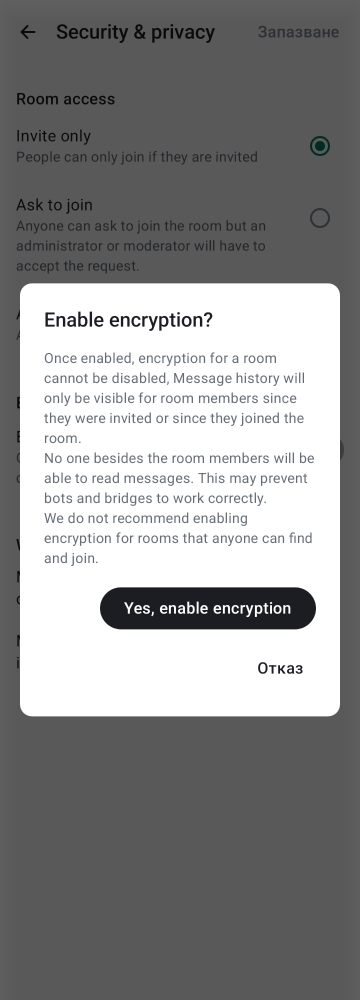 Security & privacy
Запазване
Room access
Invite only
People can only join if they are invited
Ask to join
Anyone can ask to join the room but an
administrator or moderator will have to
accept the request.
Enable encryption?
Once enabled, encryption for a room
cannot be disabled, Message history will
only be visible for room members since
they were invited or since they joined the
room.
No one besides the room members will be
able to read messages. This may prevent
bots and bridges to work correctly.
We do not recommend enabling
encryption for rooms that anyone can find
and join.
Yes, enable encryption
Отказ